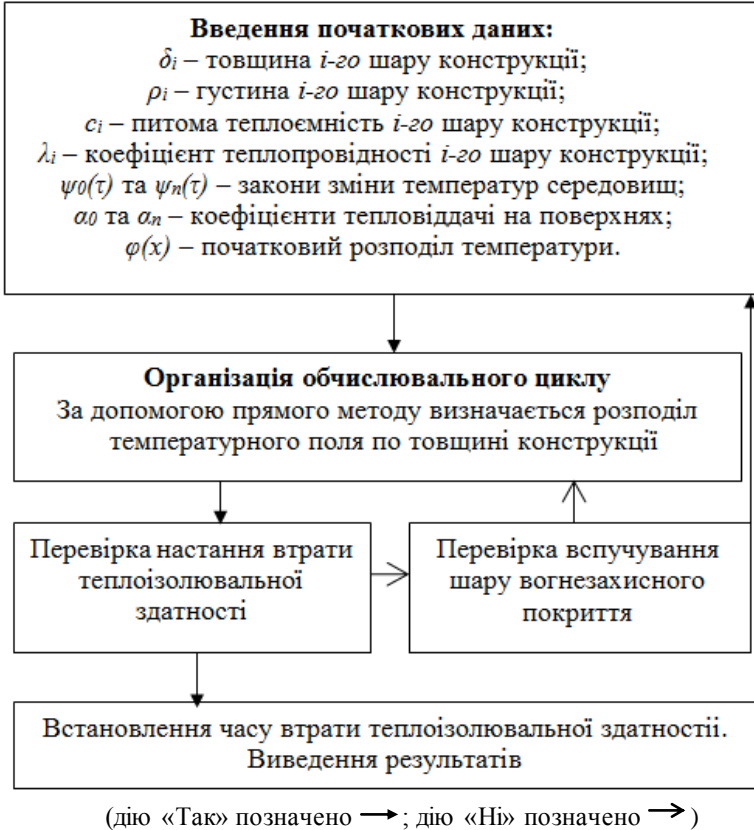 Введення початкових даних:
δi – товщина i-го шару конструкції;
ρi – густина i-го шару конструкції;
ci – питома теплоємність i-го шару конструкції;
λi – коефіцієнт теплопровідності i-го шару конструкції;
ψ0(τ) та ψn(τ) – закони зміни температур середовищ;
α0 та αn – коефіцієнти тепловіддачі на поверхнях;
φ(x) – початковий розподіл температури.
Організація обчислювального циклу
За допомогою прямого методу визначається розподіл
температурного поля по товщині конструкції
Перевірка настання втрати
теплоізолювальної
здатності
Перевірка вспучування
шару вогнезахисного
покриття
Встановлення часу втрати теплоізолювальної здатностіі.
Виведення результатів
(дію «Так» позначено →; дію «Ні» позначено →)